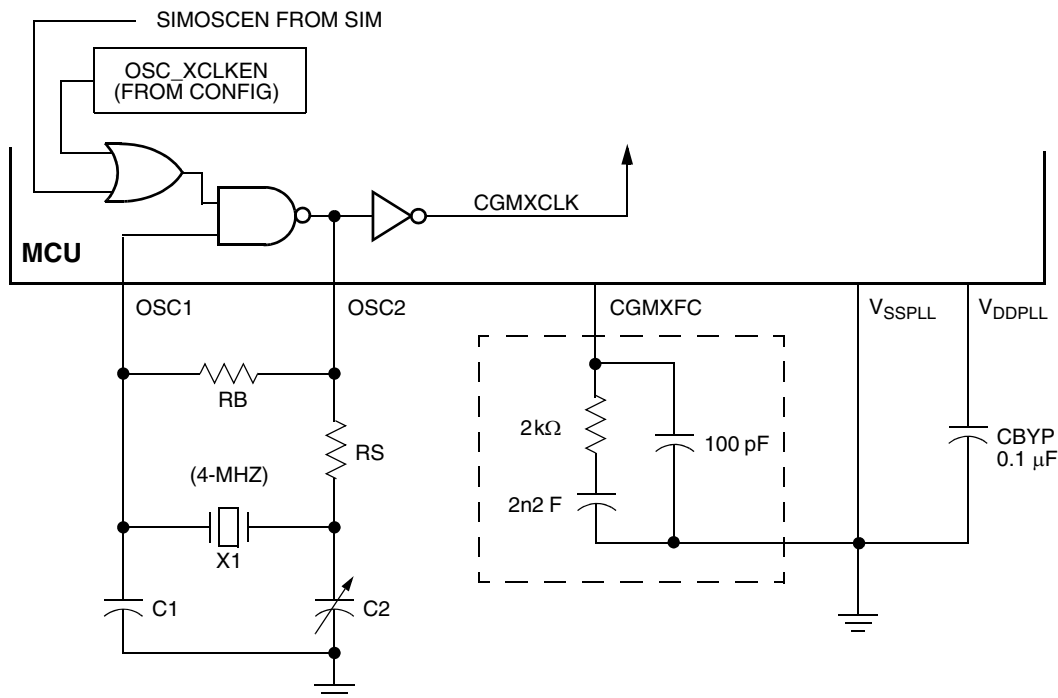 SIMOSCEN FROM SIM
OSC_XCLKEN
(FROM CONFIG)
CGMXCLK
MCU
OSC1
OSC2
CGMXFC
VSSPLL
VDDPLL
RB
2kΩ
100 pF
CBYP
0.1 µF
RS
(4-MHZ)
2n2 F
X1
C1
C2